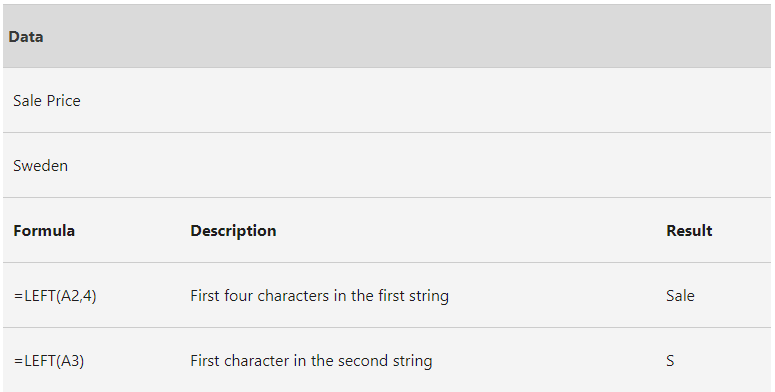 Data
Sale Price
Sweden
Formula Description Result
=LEFT(A2,4) First four characters in the first string Sale
=LEFT(A3) First character in the second string S